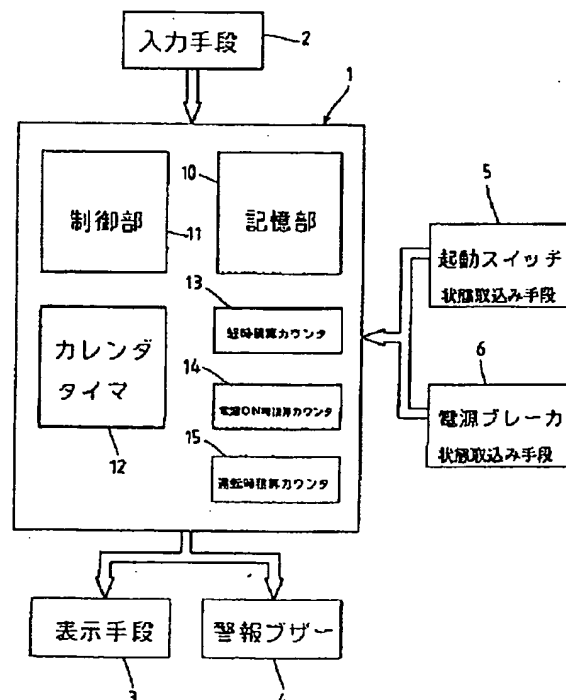 入力手段
2
1
制御部
11
10
記憶部
5
起動スイッチ
状態取込み手段
13
経時積算カウンタ
カレンダ
タイマ
12
14
電源ON時積算カウンタ
6
電源ブレーカ
状態取込み手段
15
運転時積算カウンタ
表示手段
3
警報ブザー
4